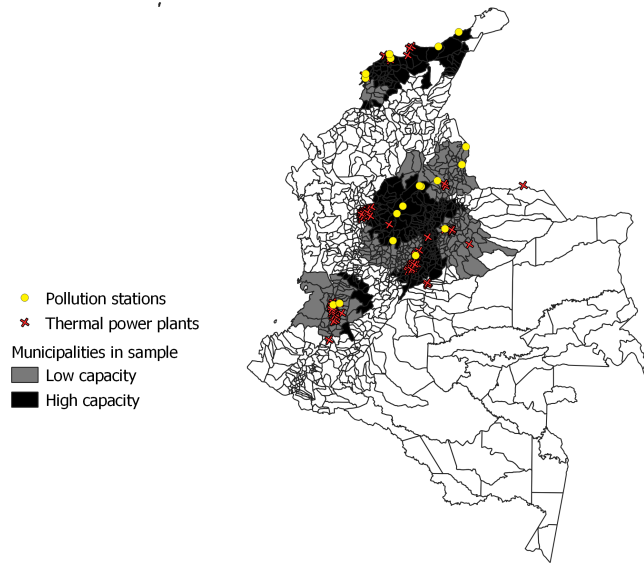 Pollution stations
Thermal power plants
Municipalities in sample
Low capacity
High capacity